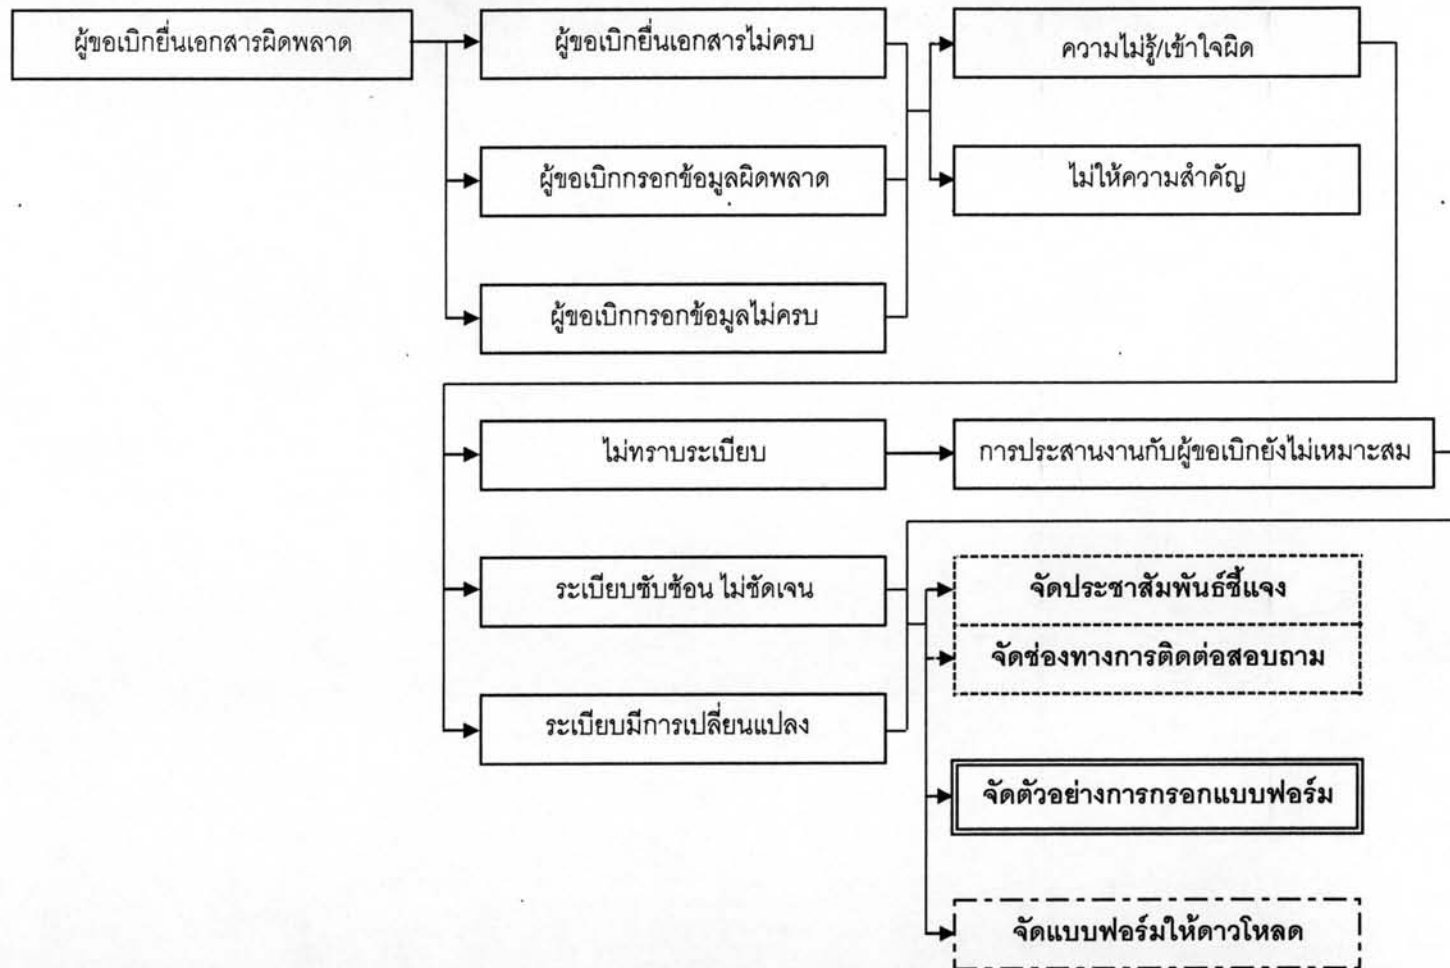 ผู้ขอเบิกยื่นเอกสารผิดพลาด
ผู้ขอเบิกยื่นเอกสารไม่ครบ
ความไม่รู้/เข้าใจผิด
ผู้ขอเบิกกรอกข้อมูลผิดพลาด
ไม่ให้ความสำคัญ
ผู้ขอเบิกกรอกข้อมูลไม่ครบ
ไม่ทราบระเบียบ
การประสานงานกับผู้ขอเบิกยังไม่เหมาะสม
ระเบียบซับซ้อน ไม่ชัดเจน
จัดประชาสัมพันธ์ชี้แจง
จัดช่องทางการติดต่อสอบถาม
ระเบียบมีการเปลี่ยนแปลง
จัดตัวอย่างการกรอกแบบฟอร์ม
จัดแบบฟอร์มให้ดาวโหลด